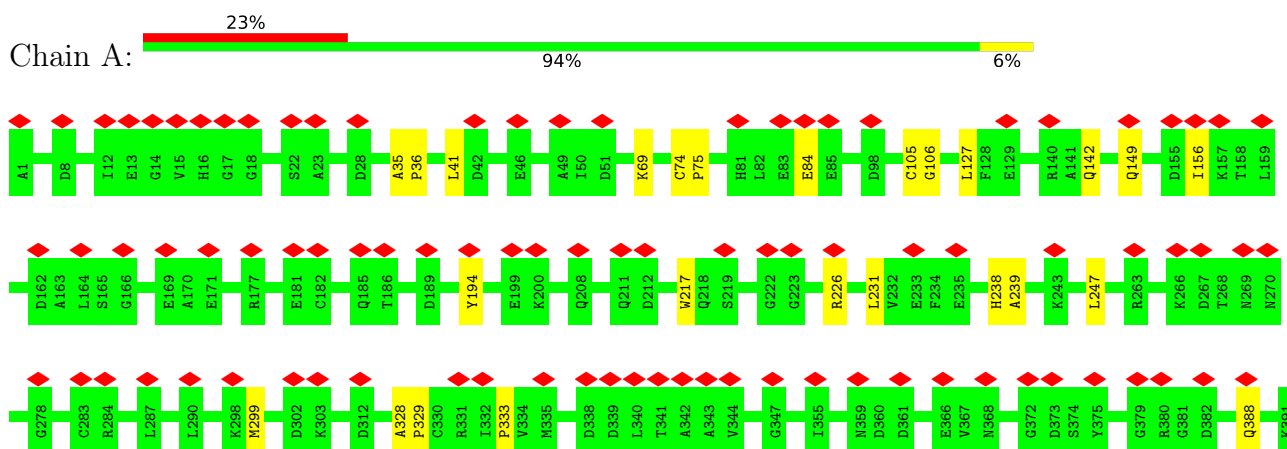 23%
Chain A:
94% 6%
A1 D8 I12 E13 G14 V15 H16 G17 G18 S22 A23 D28 A35 P36 L41 D42 E46 A49 I50 D51 K69 C74 P75 H81 L82 E83 E84 E85 D98 C105 G106 L127 F128 E129 R140 A141 Q142 Q149 D155 I156 K157 T158 L159
D162 A163 L164 S165 G166 E169 A170 E171 R177 E181 C182 Q185 T186 D189 Y194 E199 K200 Q208 Q211 D212 W217 Q218 S219 G222 G223 R226 L231 V232 E233 F234 E235 H238 A239 K243 L247 R263 K266 D267 T268 N269 N270
G278 C283 R284 L287 L290 K298 M299 D302 K303 D312 A328 P329 C330 R331 I332 P333 V334 M335 D338 D339 L340 T341 A342 A343 V344 G347 I355 N359 D360 D361 E366 V367 N368 G372 D373 S374 Y375 G379 R380 G381 D382 Q388 K391